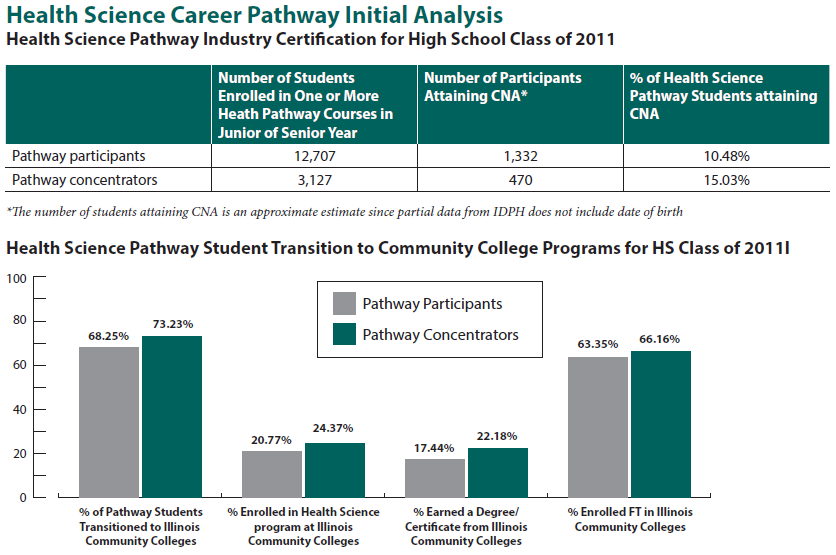 Health Science Career Pathway Initial Analysis
Health Science Pathway Industry Certification for High School Class of 2011
Number of Students
Enrolled in One or More
Heath Pathway Courses in
Junior of Senior Year
Number of Participants
Attaining CNA*
% of Health Science
Pathway Students attaining
CNA
Pathway participants 12,707 1,332 10.48%
Pathway concentrators 3,127 470 15.03%
*The number of students attaining CNA is an approximate estimate since partial data from IDPH does not include date of birth
Health Science Pathway Student Transition to Community College Programs for HS Class of 2011I
100
80
60
40
20
0
Pathway Participants
Pathway Concentrators
68.25%
73.23%
20.77%
24.37%
17.44%
22.18%
63.35%
66.16%
% of Pathway Students
Transitioned to Illinois
Community Colleges
% Enrolled in Health Science
program at Illinois
Community Colleges
% Earned a Degree/
Certificate from Illinois
Community Colleges
% Enrolled FT in Illinois
Community Colleges